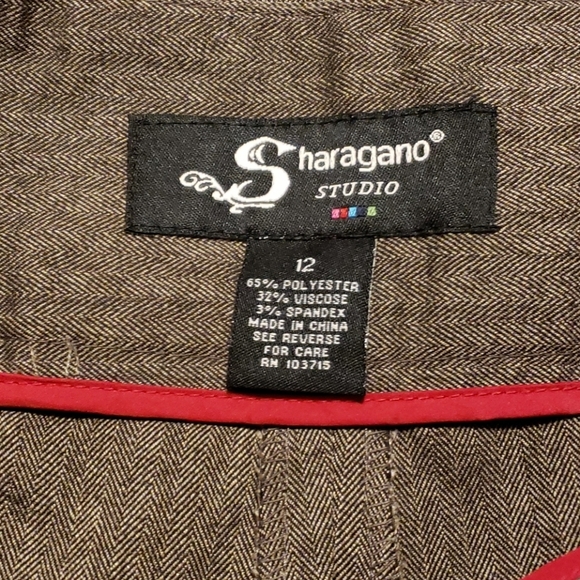 Sharagano®
STUDIO
12
65% POLYESTER
32% VISCOSE
3% SPANDEX
MADE IN CHINA
SEE REVERSE
FOR CARE
RN 103715